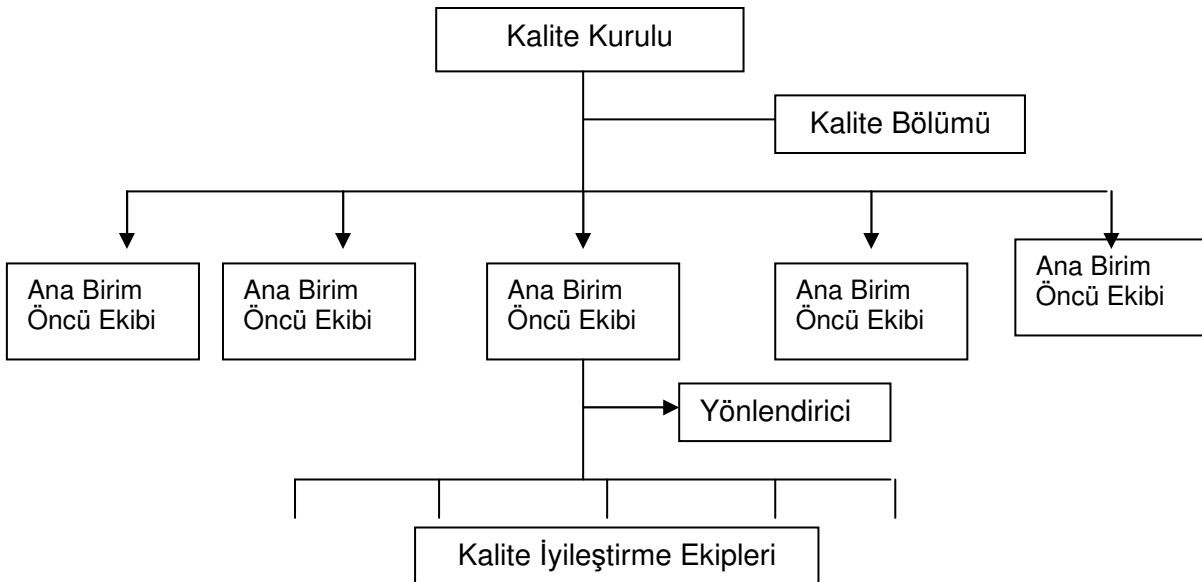 Kalite Kurulu
Kalite Bölümü
Ana Birim
Öncü Ekibi
Ana Birim
Öncü Ekibi
Ana Birim
Öncü Ekibi
Ana Birim
Öncü Ekibi
Ana Birim
Öncü Ekibi
Yönlendirici
Kalite İyileştirme Ekipleri